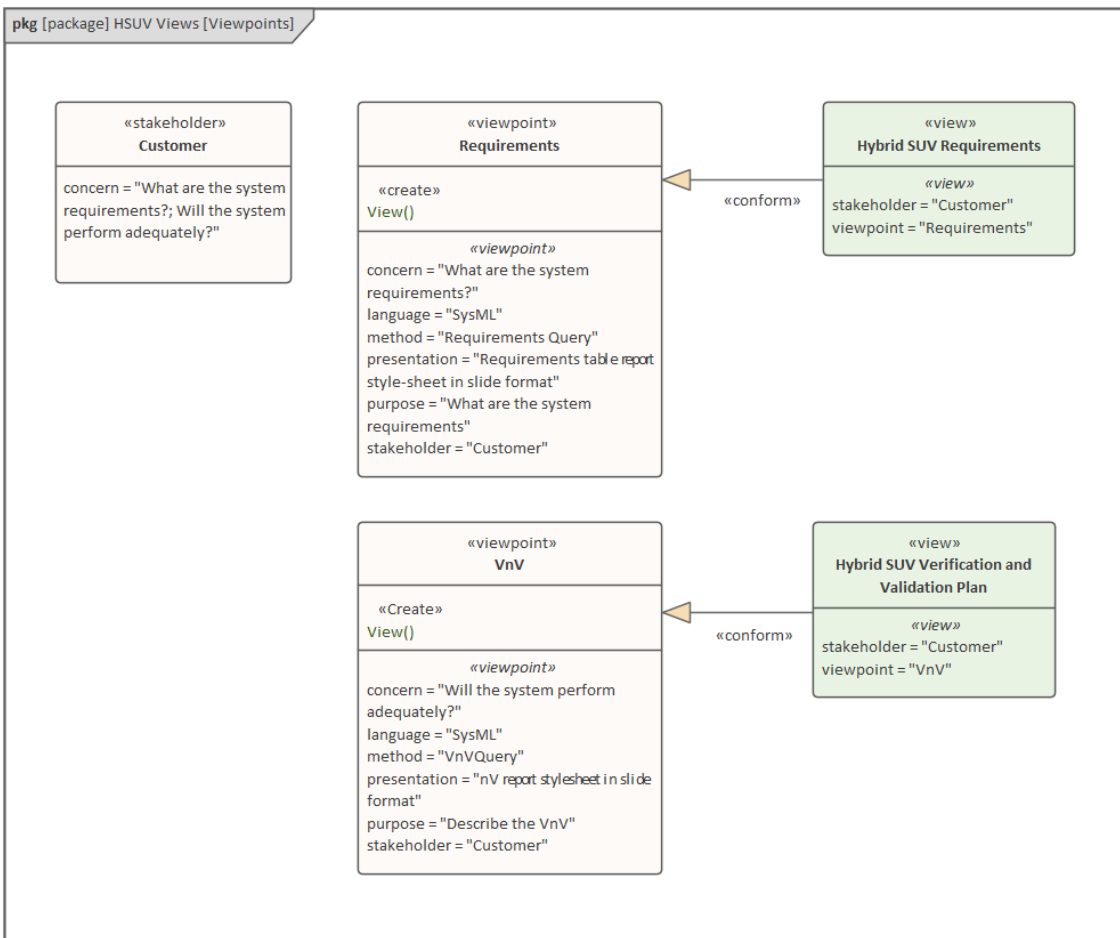 pkg [package] HSUV Views [Viewpoints]
«stakeholder»
Customer
concern = "What are the system
requirements?; Will the system
perform adequately?"
«viewpoint»
Requirements
«create»
View()
«viewpoint»
concern = "What are the system
requirements?"
language = "SysML"
method = "Requirements Query"
presentation = "Requirements table report
style-sheet in slide format"
purpose = "What are the system
requirements"
stakeholder = "Customer"
«conform»
«view»
Hybrid SUV Requirements
«view»
stakeholder = "Customer"
viewpoint = "Requirements"
«viewpoint»
VnV
«Create»
View()
«viewpoint»
concern = "Will the system perform
adequately?"
language = "SysML"
method = "VnVQuery"
presentation = "nV report stylesheet in slide
format"
purpose = "Describe the VnV"
stakeholder = "Customer"
«conform»
«view»
Hybrid SUV Verification and
Validation Plan
«view»
stakeholder = "Customer"
viewpoint = "VnV"